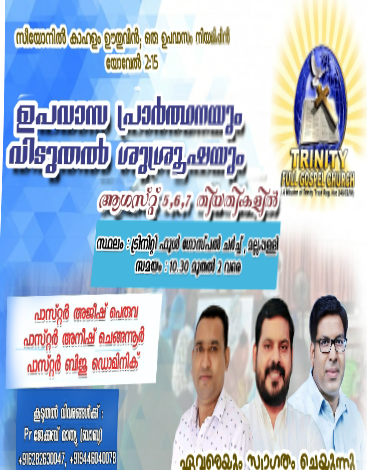 സീയോനിൽ കാഹളം ഊതുവിൻ, ഒരു ഉപവാസം നിയമിപ്പിൻ
യോവേൽ 2:15
ഉപവാസ പ്രാർത്ഥനയും
വിടുതൽ ശുശ്രൂഷയും
TRINITY
FULL GOSPEL CHURCH
ആഗസ്റ്റ് 5,6,7 തിയതികളിൽ
സ്ഥലം : ട്രിനിറ്റി ഫുൾ ഗോസ്പൽ ചർച്ച്, മല്ലപ്പള്ളി
സമയം : 10.30 മുതൽ 2 വരെ
പാസ്റ്റർ അജീഷ് പെരുവ
പാസ്റ്റർ അനീഷ് ചെങ്ങന്നൂർ
പാസ്റ്റർ ബിജു ഡൊമിനിക്
കൂടുതൽ വിവരങ്ങൾക്ക് :
Pr ജേക്കബ് മാത്യു (ബാബു)
+916282630047, +919446040078
ഏവരെയും സ്വാഗതം ചെയ്യുന്നു